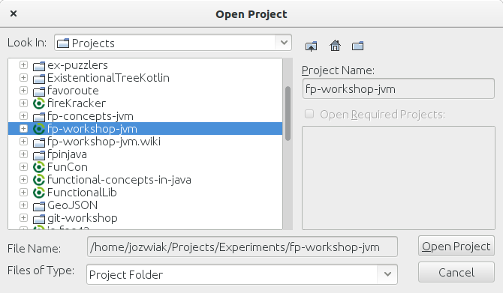 Open Project
Look In: Projects
ex-puzzlers
ExistentialTreeKotlin
favoroute
fireKracker
fp-concepts-jvm
fp-workshop-jvm
fp-workshop-jvm.wiki
fpinjava
FunCon
functional-concepts-in-java
FunctionalLib
GeoJSON
git-workshop
Project Name:
fp-workshop-jvm
Open Required Projects:
File Name: /home/jozwiak/Projects/Experiments/fp-workshop-jvm
Open Project
Files of Type: Project Folder
Cancel